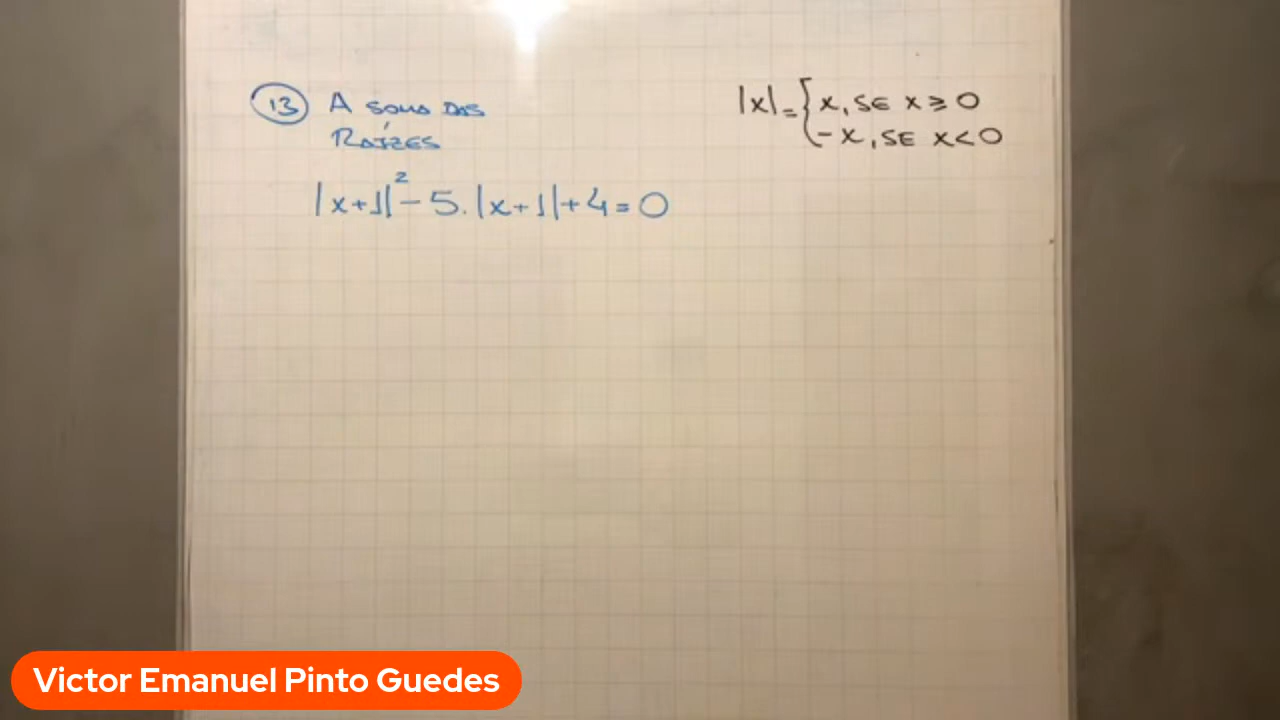 13 A SOMA DAS
RAÍZES
|x+1|² - 5.|x+1|+4=0
|x|= { x, SE x ≥ 0
-x, SE x<0
Victor Emanuel Pinto Guedes